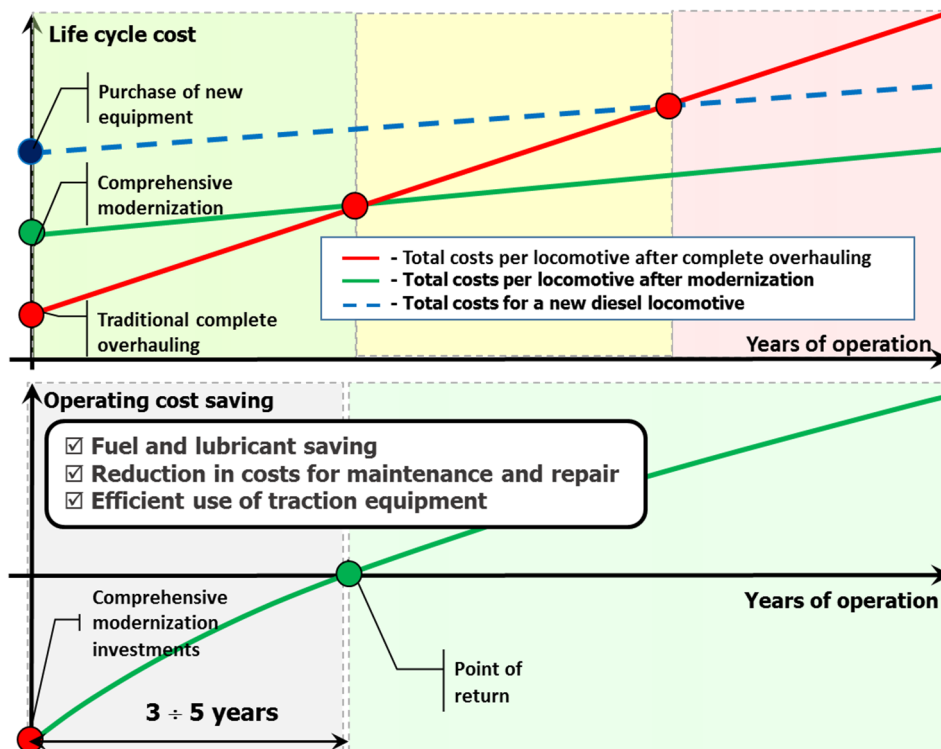 Life cycle cost
Purchase of new
equipment
Comprehensive
modernization
- Total costs per locomotive after complete overhauling
- Total costs per locomotive after modernization
- Total costs for a new diesel locomotive
Traditional complete
overhauling
Years of operation
Operating cost saving
☑ Fuel and lubricant saving
☑ Reduction in costs for maintenance and repair
☑ Efficient use of traction equipment
Comprehensive
modernization
investments
Years of operation
Point of
return
3 ÷ 5 years